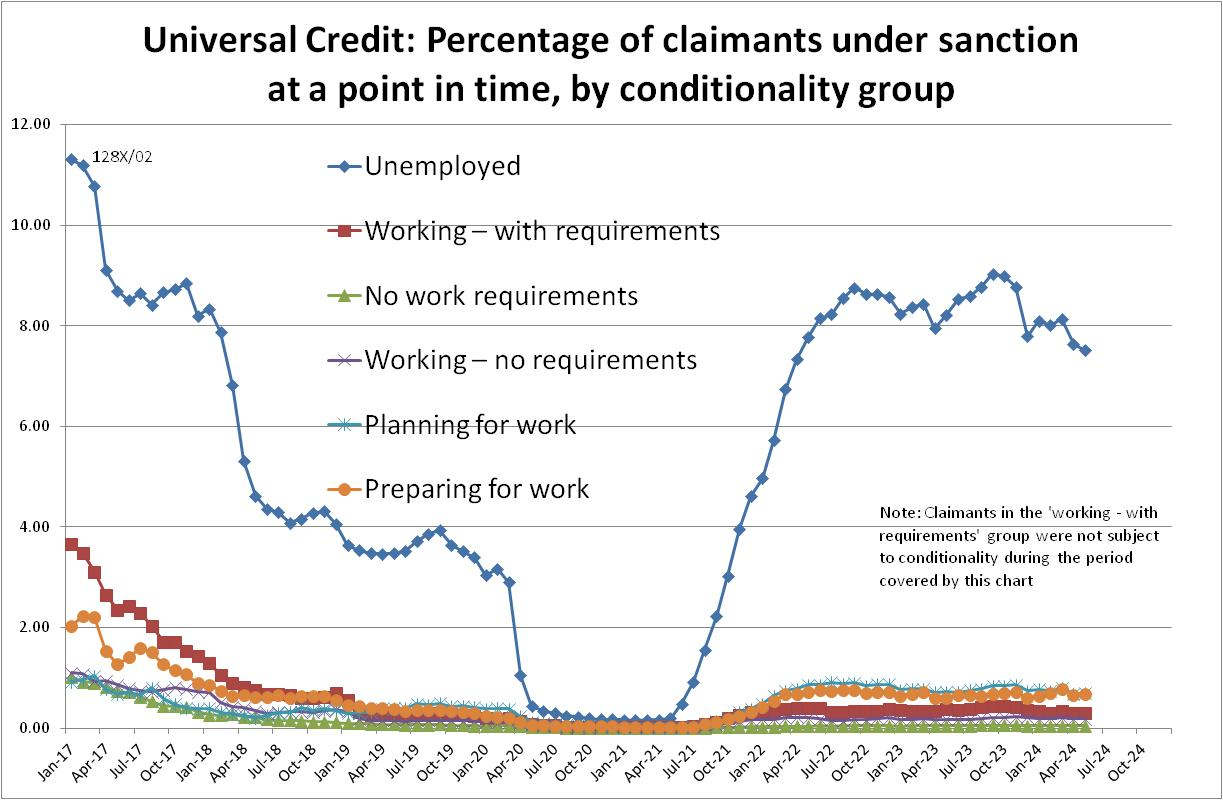 Universal Credit: Percentage of claimants under sanction
at a point in time, by conditionality group
12.00
128X/02
Unemployed
10.00
Working – with requirements
No work requirements
8.00
Working – no requirements
6.00
Planning for work
Preparing for work
4.00
Note: Claimants in the 'working - with
requirements' group were not subject
to conditionality during the period
covered by this chart
2.00
0.00
Jan-17
Apr-17
Jul-17
Oct-17
Jan-18
Apr-18
Jul-18
Oct-18
Jan-19
Apr-19
Jul-19
Oct-19
Jan-20
Apr-20
Jul-20
Oct-20
Jan-21
Apr-21
Jul-21
Oct-21
Jan-22
Apr-22
Jul-22
Oct-22
Jan-23
Apr-23
Jul-23
Oct-23
Jan-24
Apr-24
Jul-24
Oct-24